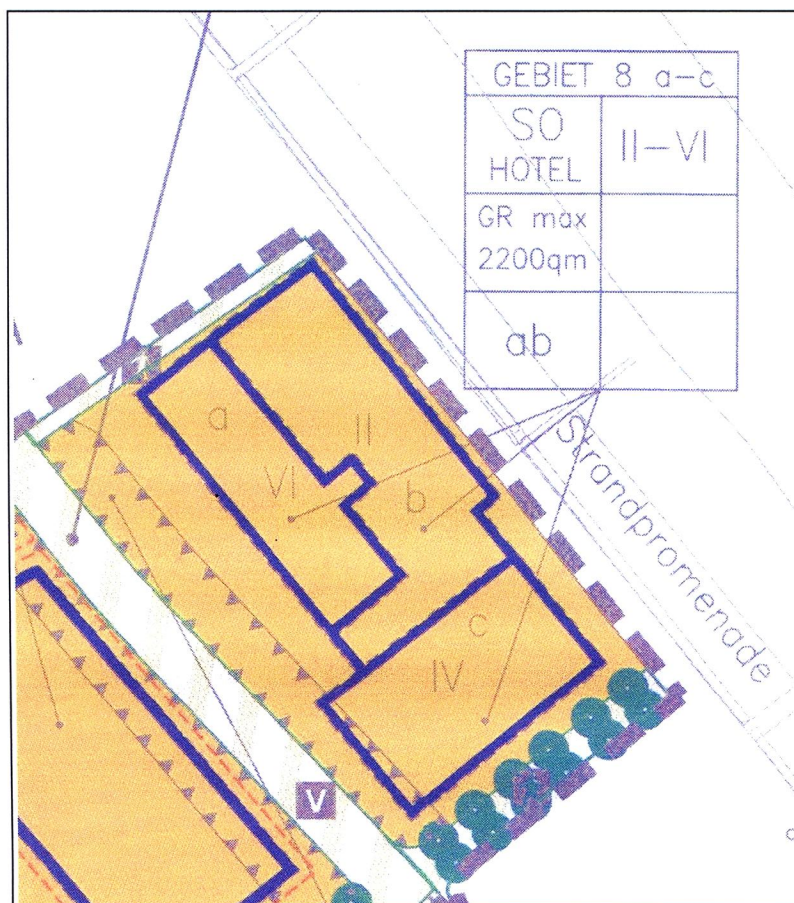 GEBIET 8 a-c
SO
HOTEL
II-VI
GR max
2200qm
ab
a
II
VI
b
c
IV
Strandpromenade
V